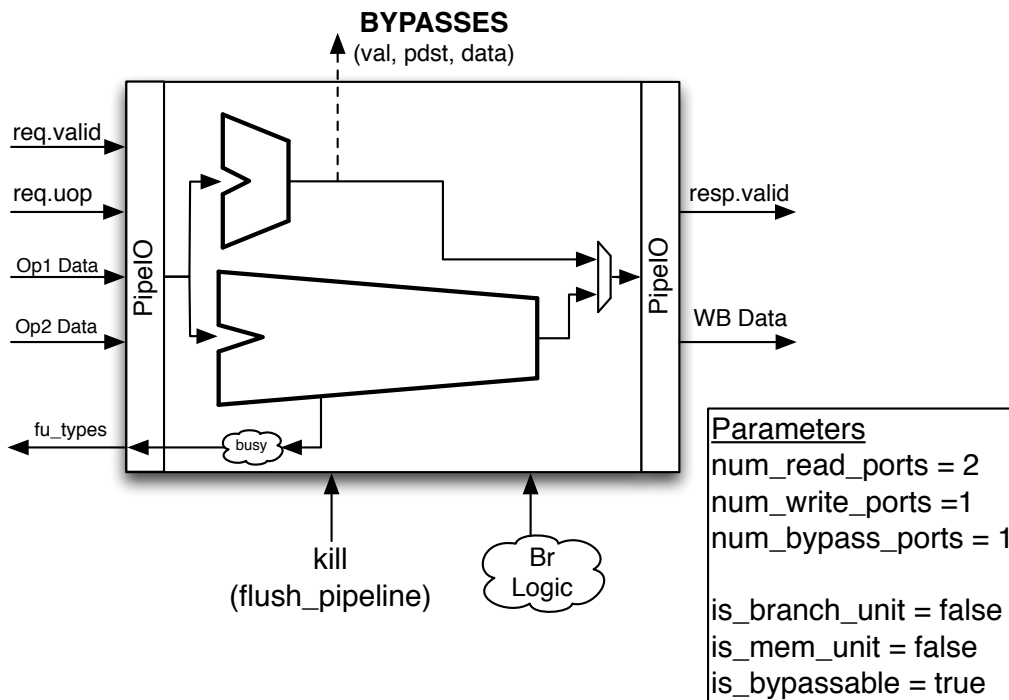 BYPASSES
(val, pdst, data)
req.valid
req.uop
Op1 Data
Op2 Data
fu_types
PipeIO
busy
PipeIO
resp.valid
WB Data
kill
(flush_pipeline)
Br
Logic
Parameters
num_read_ports = 2
num_write_ports =1
num_bypass_ports = 1
is_branch_unit = false
is_mem_unit = false
is_bypassable = true